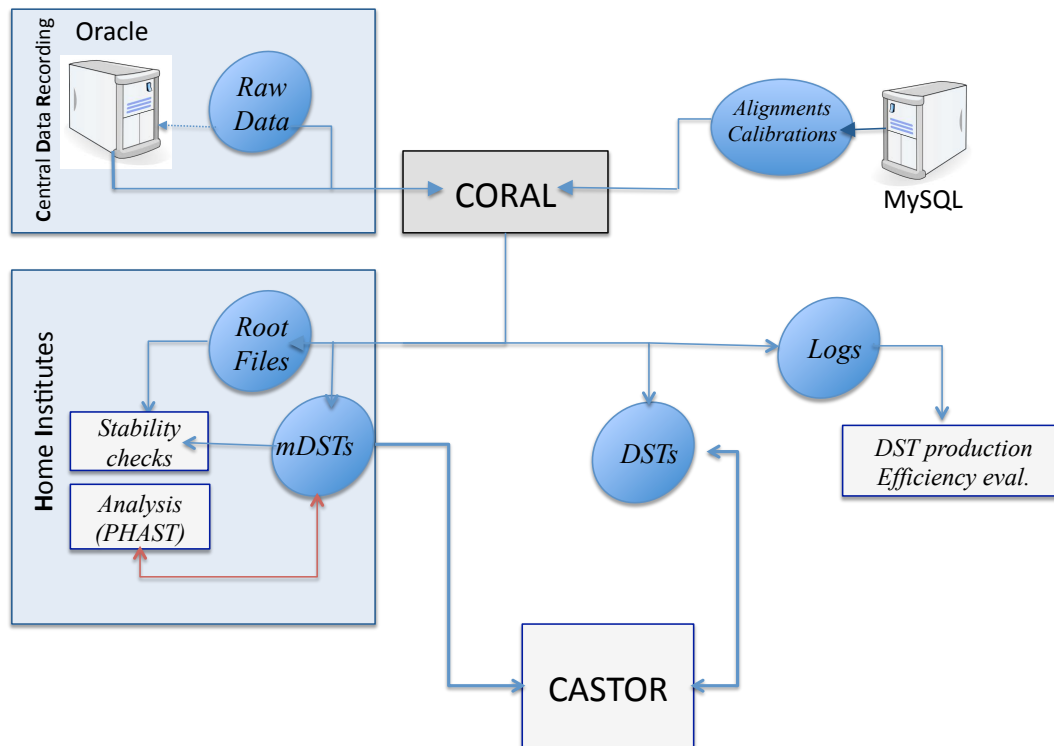 Central Data Recording
Oracle
Raw
Data
Alignments
Calibrations
MySQL
CORAL
Home Institutes
Root
Files
Logs
Stability
checks
mDSTs
DSTs
DST production
Efficiency eval.
Analysis
(PHAST)
CASTOR